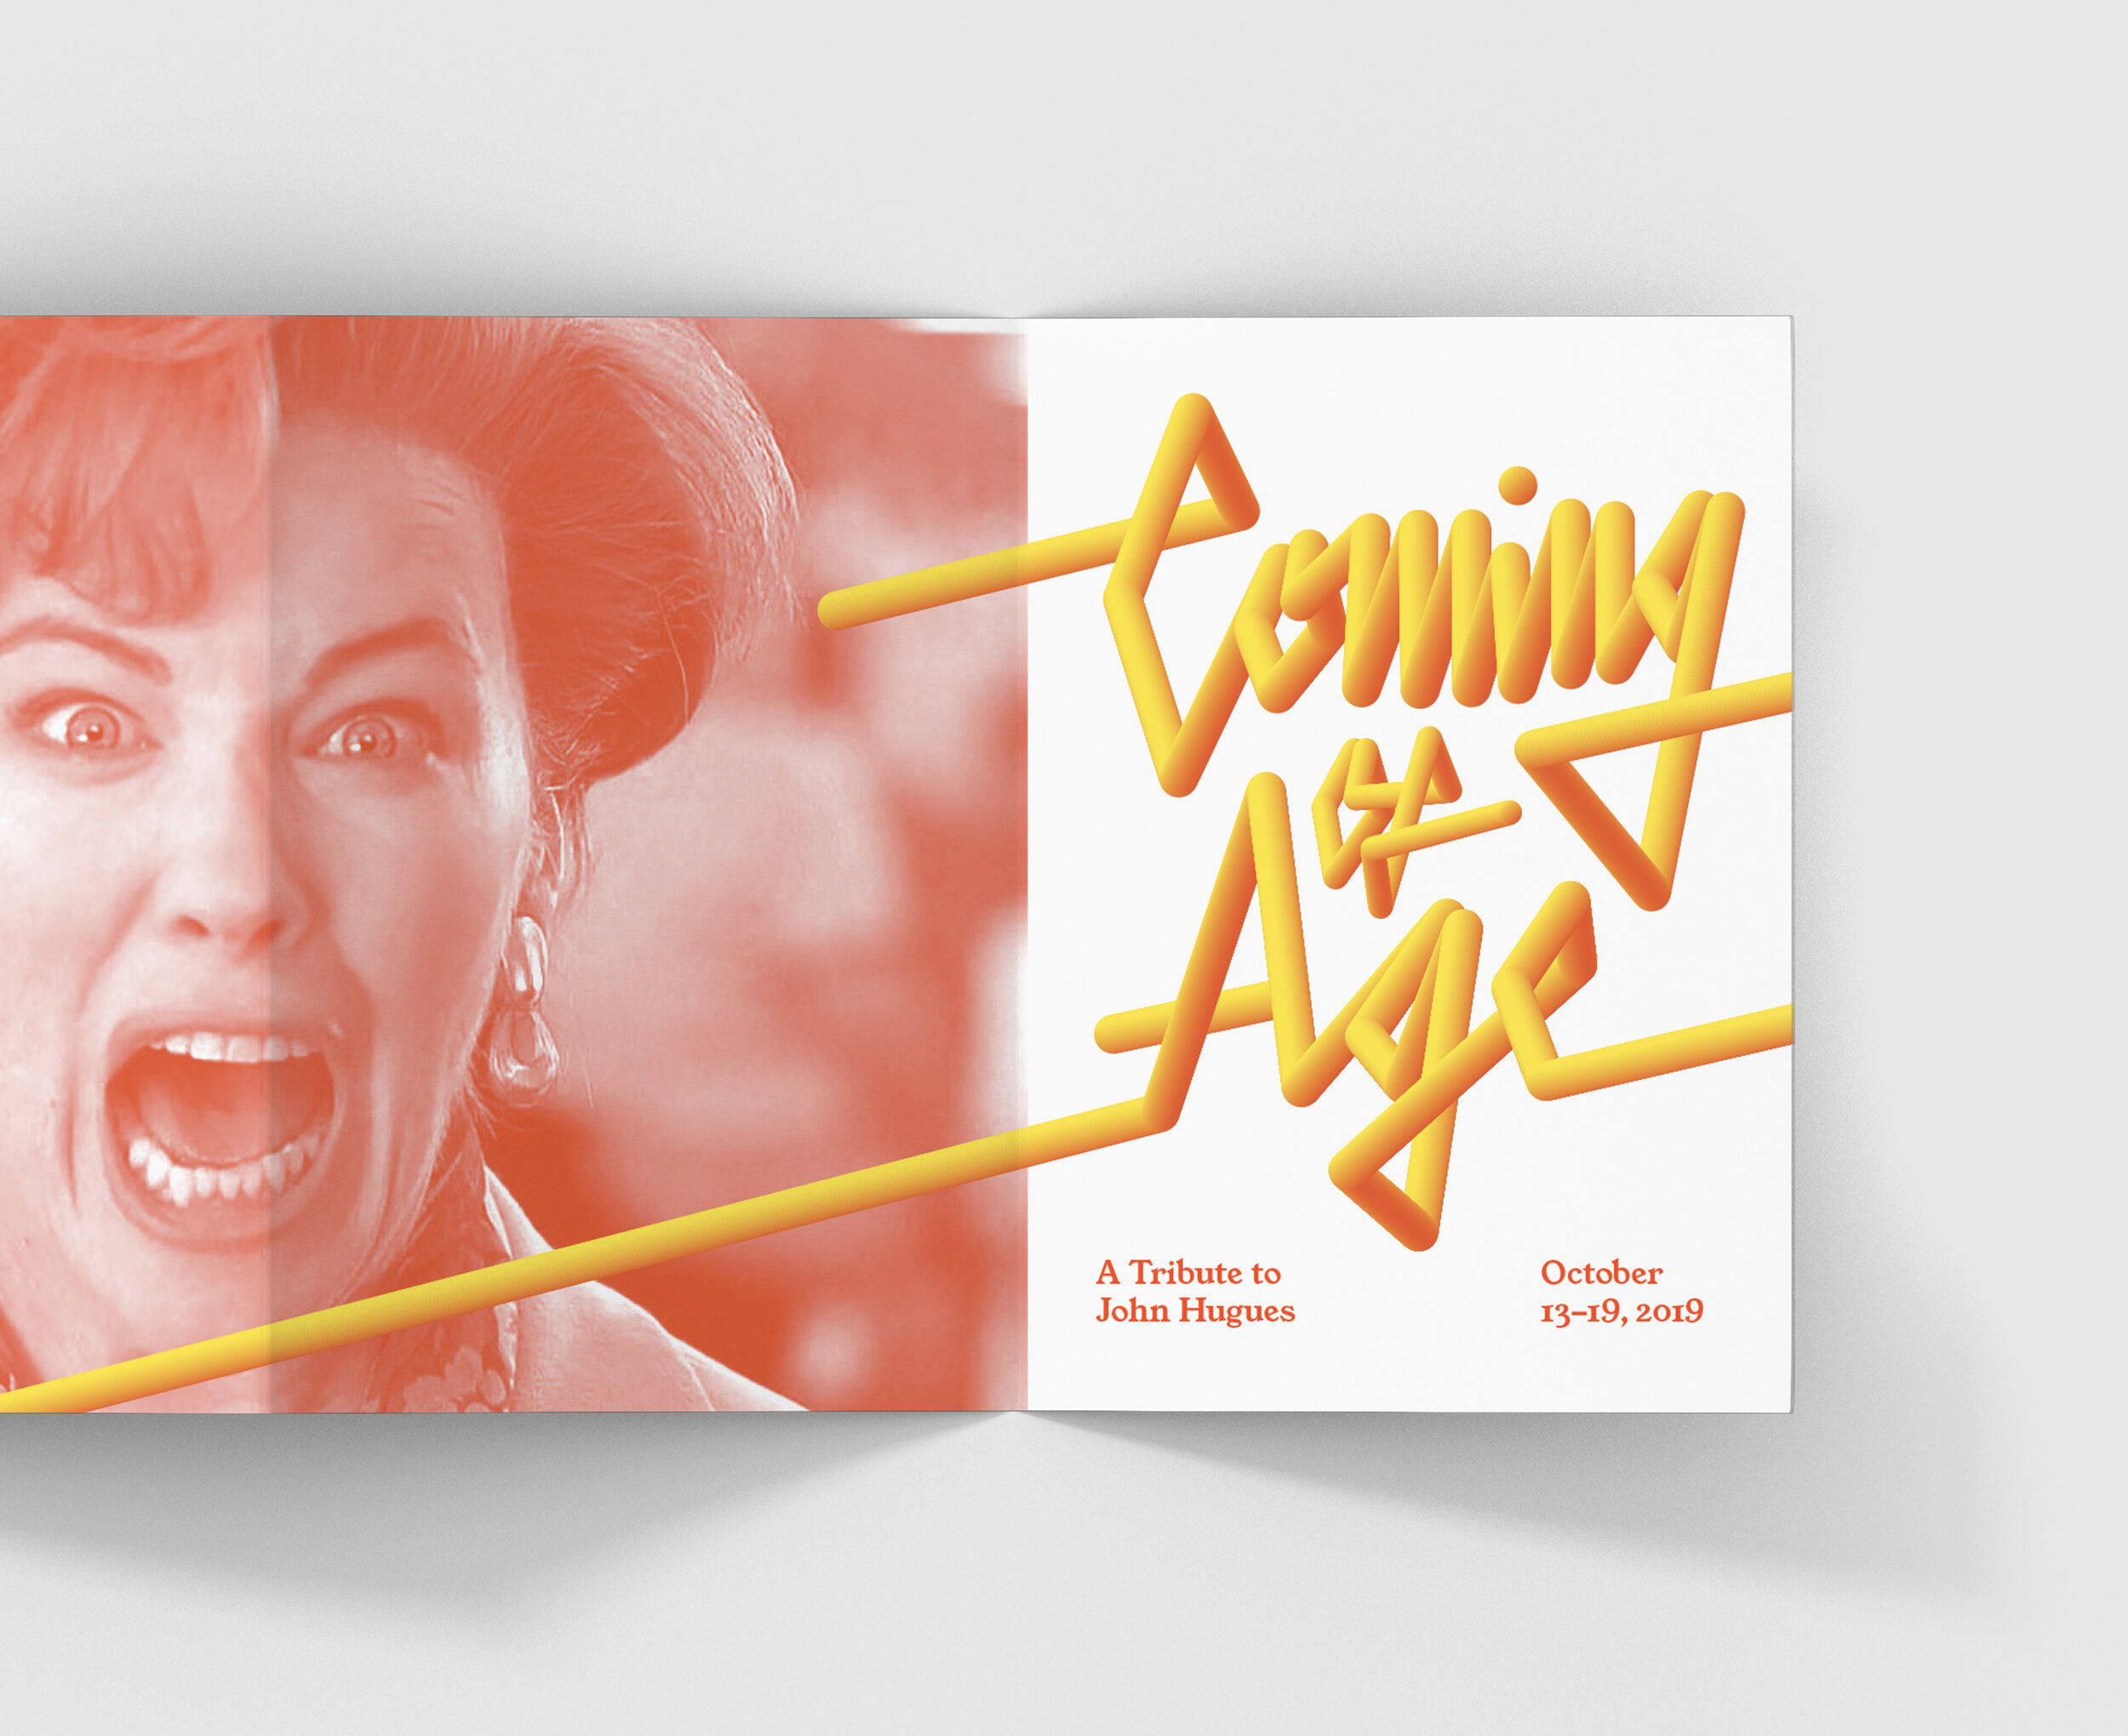 Coming
of
Age
A Tribute to
John Hugues
October
13–19, 2019